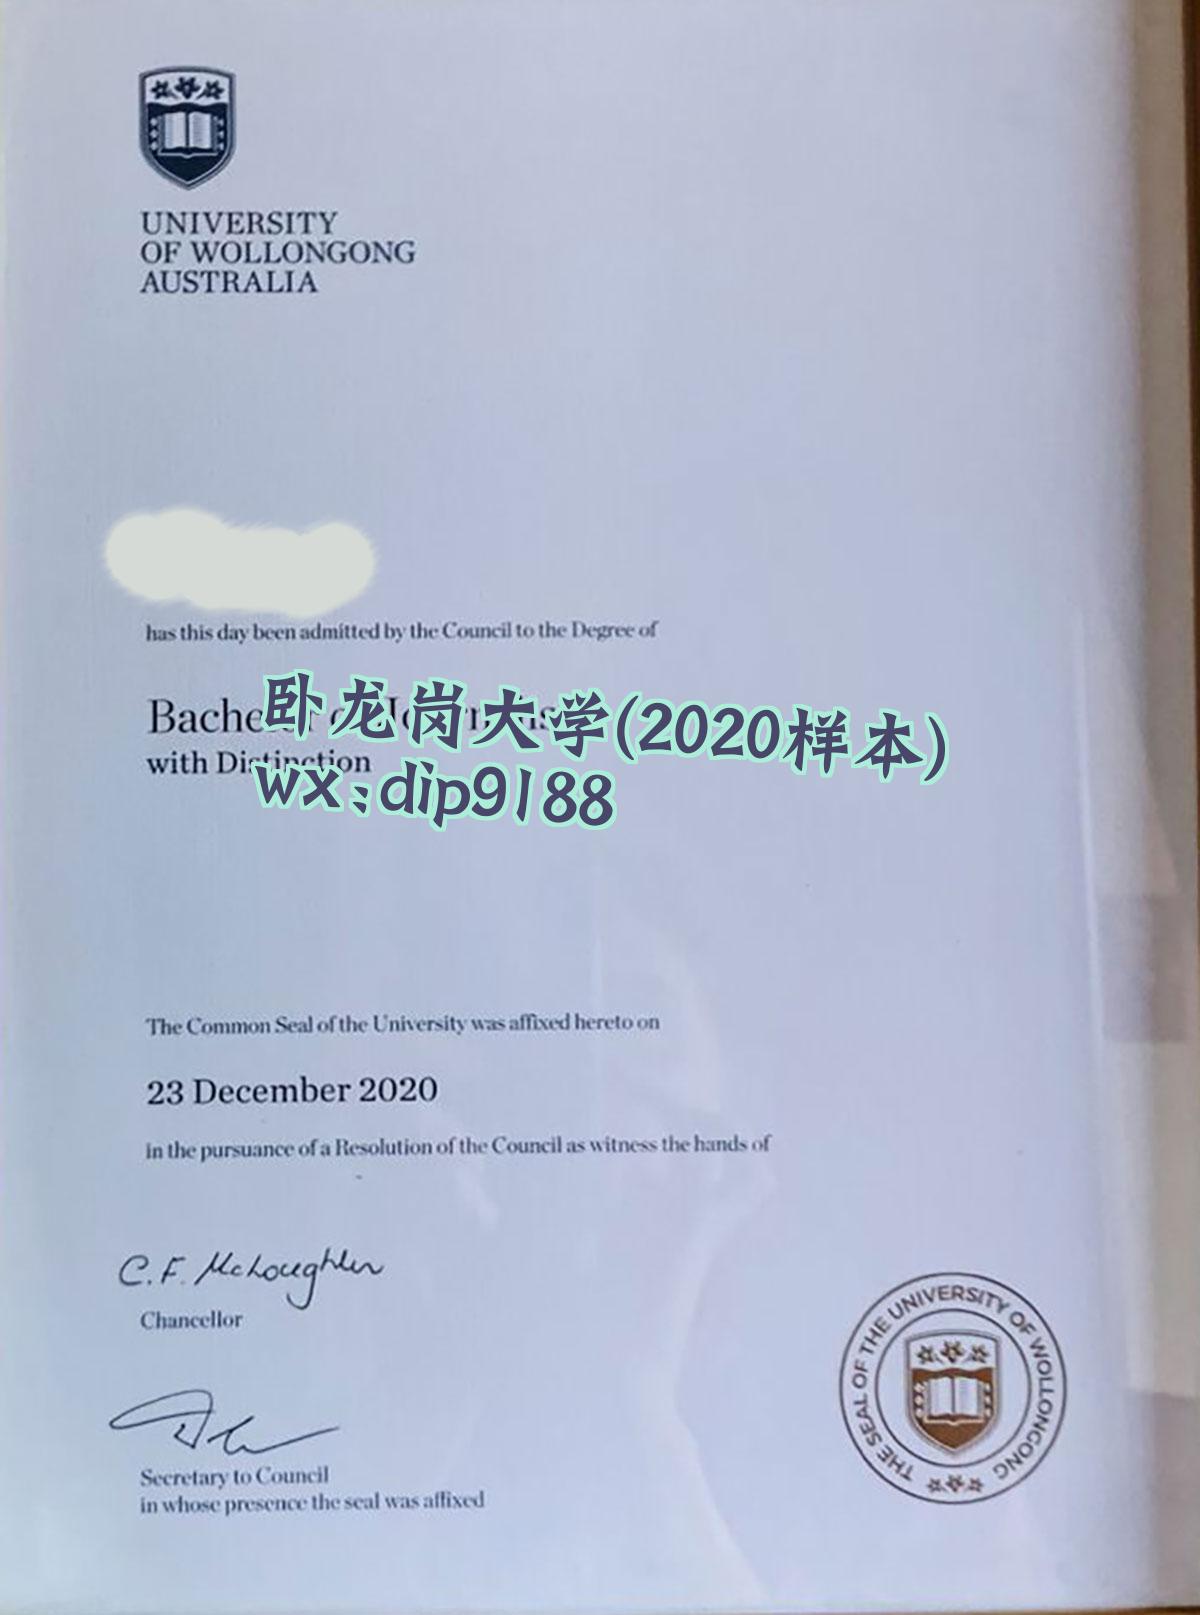 UNIVERSITY
OF WOLLONGONG
AUSTRALIA
has this day been admitted by the Council to the Degree of
卧龙岗大学(2020样本)
with Distinction
wx:dip9188
The Common Seal of the University was affixed hereto on
23 December 2020
in the pursuance of a Resolution of the Council as witness the hands of
C. F. McLoughlin
Chancellor
Secretary to Council
in whose presence the seal was affixed
THE SEAL OF THE UNIVERSITY OF WOLLONGONG